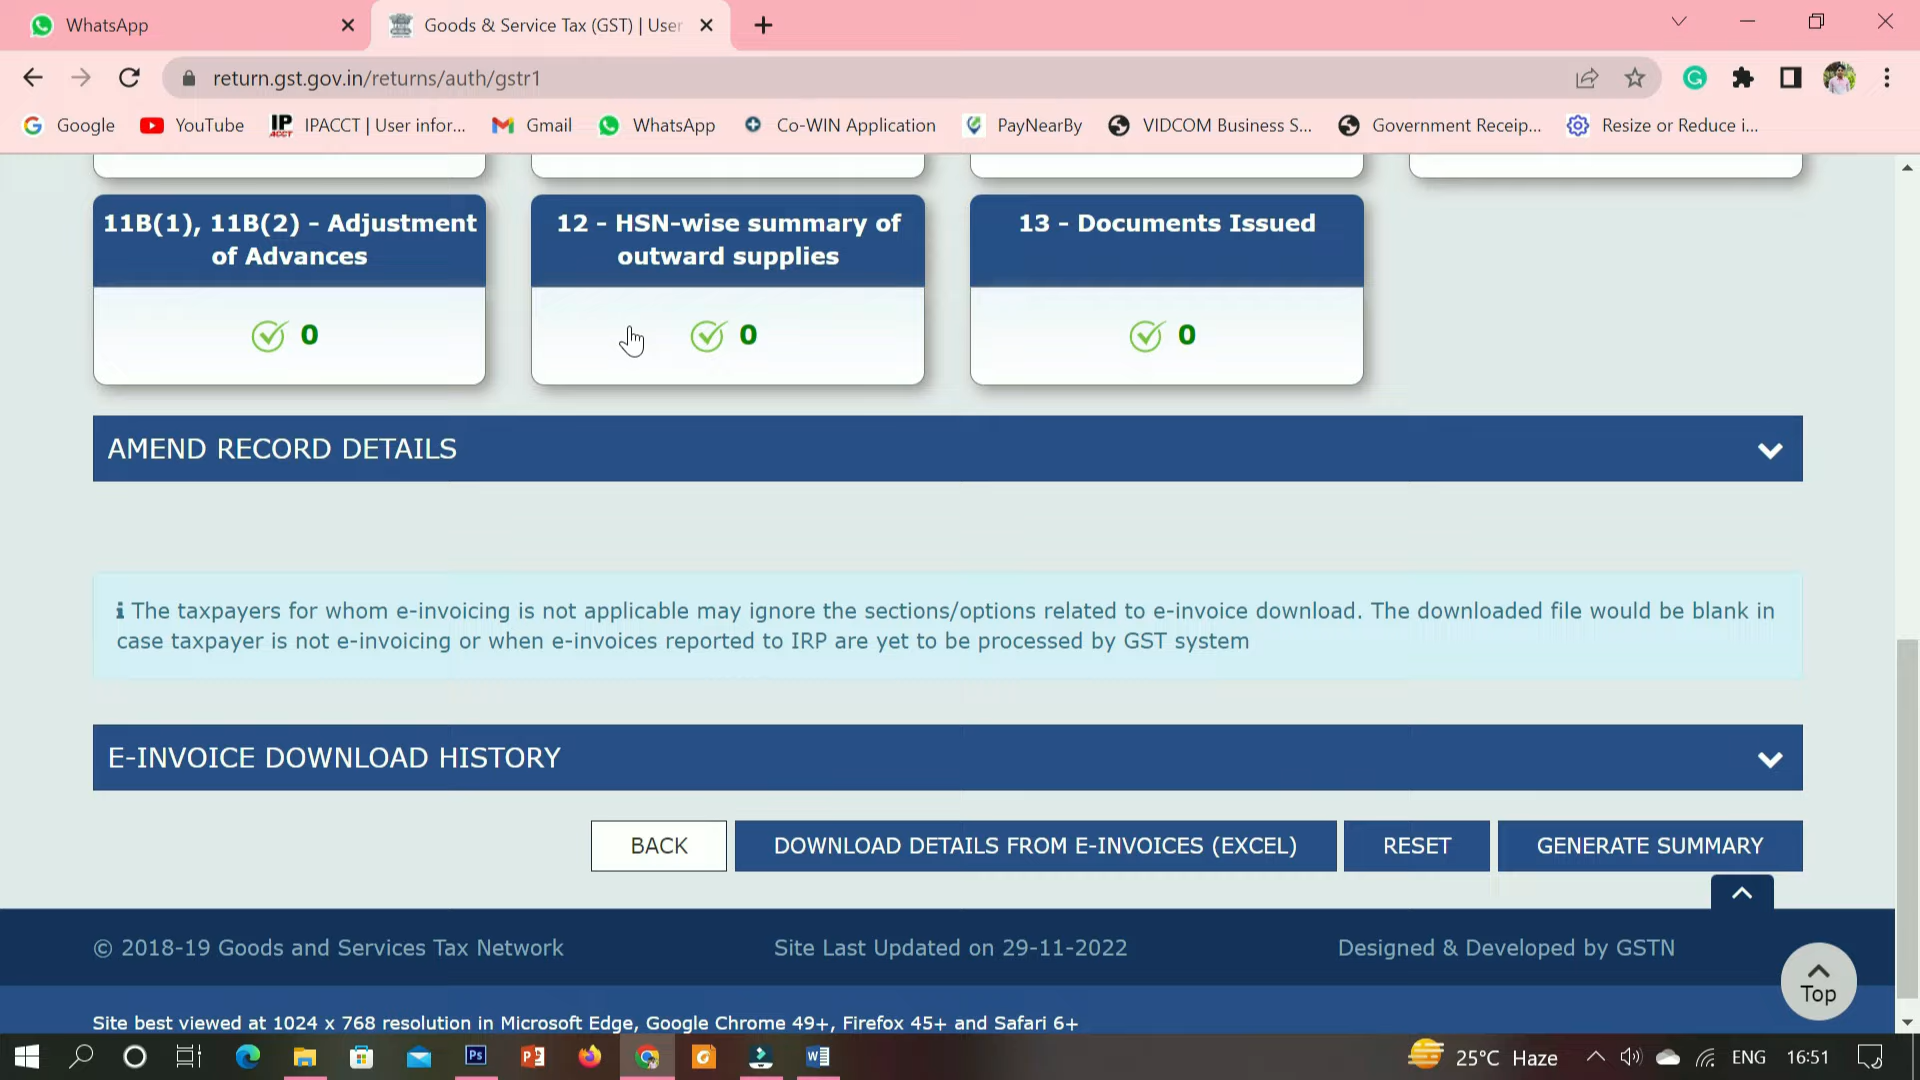 WhatsApp
Goods & Service Tax (GST) | User
return.gst.gov.in/returns/auth/gstr1
Google
YouTube
IPACCT | User infor...
Gmail
WhatsApp
Co-WIN Application
PayNearBy
VIDCOM Business S...
Government Receip...
Resize or Reduce i...
11B(1), 11B(2) - Adjustment
of Advances
0
12 - HSN-wise summary of
outward supplies
0
13 - Documents Issued
0
AMEND RECORD DETAILS
The taxpayers for whom e-invoicing is not applicable may ignore the sections/options related to e-invoice download. The downloaded file would be blank in
case taxpayer is not e-invoicing or when e-invoices reported to IRP are yet to be processed by GST system
E-INVOICE DOWNLOAD HISTORY
BACK
DOWNLOAD DETAILS FROM E-INVOICES (EXCEL)
RESET
GENERATE SUMMARY
© 2018-19 Goods and Services Tax Network
Site Last Updated on 29-11-2022
Designed & Developed by GSTN
Top
Site best viewed at 1024 x 768 resolution in Microsoft Edge, Google Chrome 49+, Firefox 45+ and Safari 6+
25°C Haze
ENG
16:51